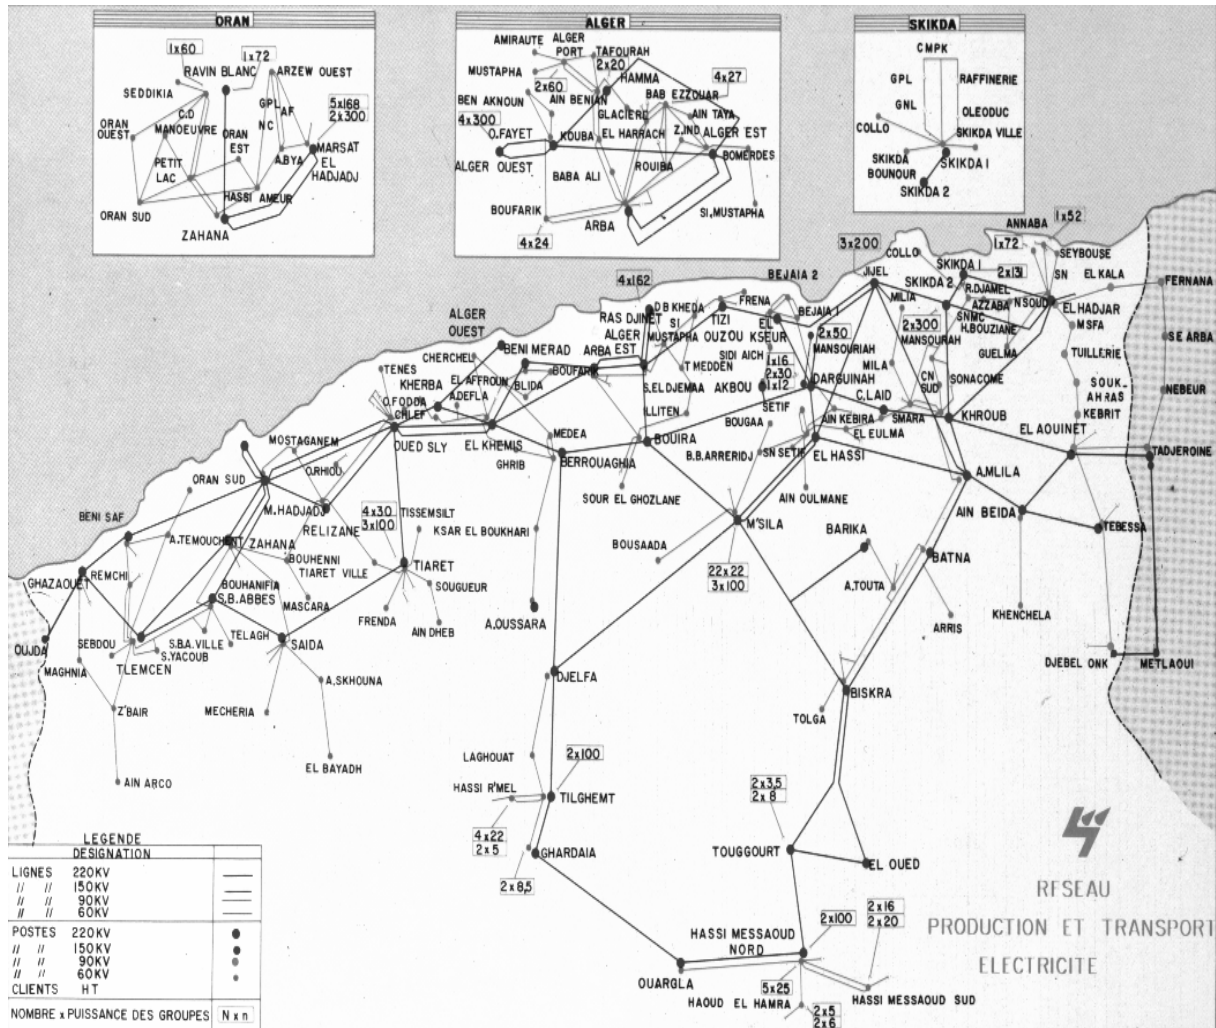 ORAN
1x60
1x72
RAVIN BLANC
ARZEW OUEST
SEDDIKIA
GPL
AF
5x168
2x300
C.D
MANOEUVRE
NC
ORAN
OUEST
ORAN
EST
MARSAT
EL
HADJADJ
PETIT
LAC
HASSI AMEUR
ORAN SUD
ZAHANA
ALGER
AMIRAUTE
ALGER
PORT
TAFOURAH
2x20
MUSTAPHA
2x60
HAMMA
4x27
BEN AKNOUN
AIN BENIAN
BAB EZZOUAR
4x300
GLACIERE
AIN TAYA
O.FAYET
KOUBA
EL HARRACH
Z.IND
ALGER EST
ALGER OUEST
BOMERDES
BABA ALI
ROUIBA
BOUFARIK
ARBA
SI.MUSTAPHA
4x24
SKIKDA
CMPK
GPL
RAFFINERIE
GNL
OLEODUC
COLLO
SKIKDA VILLE
SKIKDA
BOUNOUR
SKIKDA 1
SKIKDA 2
ANNABA
1x52
1x72
SEYBOUSE
SN
EL KALA
FERNANA
3x200
COLLO
SKIKDA 1
2x131
JIJEL
SKIKDA 2
R.DJAMEL
AZZABA
N SOUD
EL HADJAR
BEJAIA 2
4x162
FRENA
D B KHEDA
RAS DJINET
TIZI
OUZOU
EL
KSEUR
BEJAIA 1
MILIA
SNMC
H.BOUZIANE
MSFA
SE ARBA
ALGER
OUEST
ALGER
EST
SI
MUSTAPHA
2x50
MANSOURIAH
2x300
MANSOURAH
GUELMA
TUILLERIE
BENI MERAD
ARBA
SIDI AICH
CHERCHEL
BOUFAR
T MEDDEN
1x16
2x30
1x12
MILA
CN
SUD
SONACOME
SOUK-
AHRAS
NEBEUR
TENES
KHERBA
EL AFFROUN
BLIDA
S.ELDJEMAA
AKBOU
DARGUINAH
C.LAID
KEBRIT
O.FODDA
A.DEFLA
ILLITEN
SETIF
SMARA
KHROUB
CHLEF
BOUGAA
AIN KEBIRA
EL AOUINET
MOSTAGANEM
OUED SLY
EL KHEMIS
MEDEA
BOUIRA
EL EULMA
B.B.ARRERIDJ
SN SETIF
EL HASSI
TADJEROINE
GHRIB
BERROUAGHIA
ORAN SUD
O.RHIOU
SOUR EL GHOZLANE
AIN OULMANE
A.MLILA
M.HADJADJ
RELIZANE
4x30
3x100
TISSEMSILT
AIN BEIDA
BENI SAF
KSAR EL BOUKHARI
M'SILA
BARIKA
TEBESSA
A.TEMOUCHENT
ZAHANA
BOUHENNI
TIARET VILLE
TIARET
BOUSAADA
22x22
3x100
BATNA
GHAZAOUET
REMCHI
BOUHANIFIA
SOUGUEUR
A.TOUTA
S.B.ABBES
MASCARA
FRENDA
A.OUSSARA
KHENCHELA
AIN DHEB
ARRIS
OUJDA
SEBDOU
S.BA.VILLE
S.YACOUB
TELAGH
SAIDA
MAGHNIA
TLEMCEN
DJEBEL ONK
METLAOUI
A.SKHOUNA
DJELFA
BISKRA
Z'BAIR
MECHERIA
TOLGA
EL BAYADH
LAGHOUAT
2x100
AIN ARCO
HASSI R'MEL
TILGHEMT
2x3,5
2x8
4x22
2x5
GHARDAIA
TOUGGOURT
EL OUED
2x8,5
2x16
2x20
HASSI MESSAOUD
NORD
2x100
OUARGLA
5x25
HAOUD EL HAMRA
HASSI MESSAOUD SUD
2x5
2x6
RESEAU
PRODUCTION ET TRANSPORT
ELECTRICITE
LEGENDE
DESIGNATION
LIGNES 220KV
// // 150KV
// // 90KV
// // 60KV
POSTES 220KV
// // 150KV
// // 90KV
// // 60KV
CLIENTS HT
NOMBRE x PUISSANCE DES GROUPES N x n